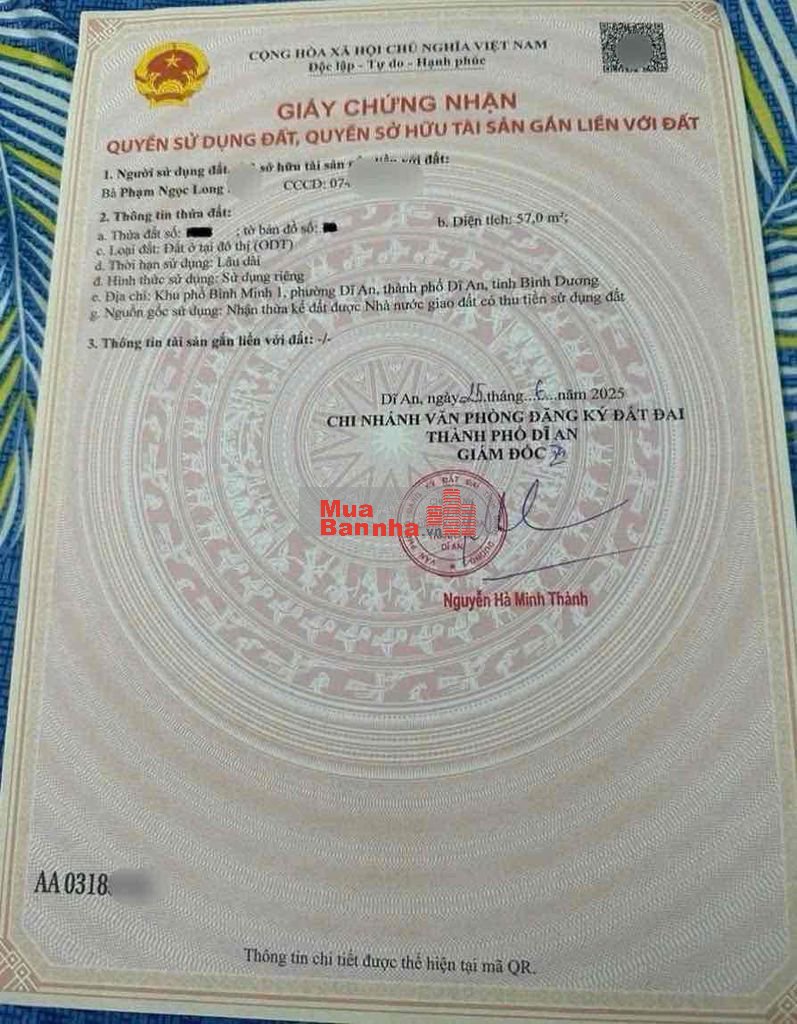 CỘNG HÒA XÃ HỘI CHỦ NGHĨA VIỆT NAM
Độc lập - Tự do - Hạnh phúc
GIẤY CHỨNG NHẬN
QUYỀN SỬ DỤNG ĐẤT, QUYỀN SỞ HỮU TÀI SẢN GẮN LIỀN VỚI ĐẤT
1. Người sử dụng đất, sở hữu tài sản với đất:
Bà Phạm Ngọc Long CCCD: 07
2. Thông tin thửa đất:
a. Thửa đất số: ; tờ bản đồ số: b. Diện tích: 57,0 m²;
c. Loại đất: Đất ở tại đô thị (ODT)
d. Thời hạn sử dụng: Lâu dài
đ. Hình thức sử dụng: Sử dụng riêng
e. Địa chỉ: Khu phố Bình Minh 1, phường Dĩ An, thành phố Dĩ An, tỉnh Bình Dương
g. Nguồn gốc sử dụng: Nhận thừa kế đất được Nhà nước giao đất có thu tiền sử dụng đất
3. Thông tin tài sản gắn liền với đất: -/-
Dĩ An, ngày 25 tháng 6 năm 2025
CHI NHÁNH VĂN PHÒNG ĐĂNG KÝ ĐẤT ĐAI
THÀNH PHỐ DĨ AN
GIÁM ĐỐC
Mua
Bannha
DĨ AN
Nguyễn Hà Minh Thành
AA 0318
Thông tin chi tiết được thể hiện tại mã QR.